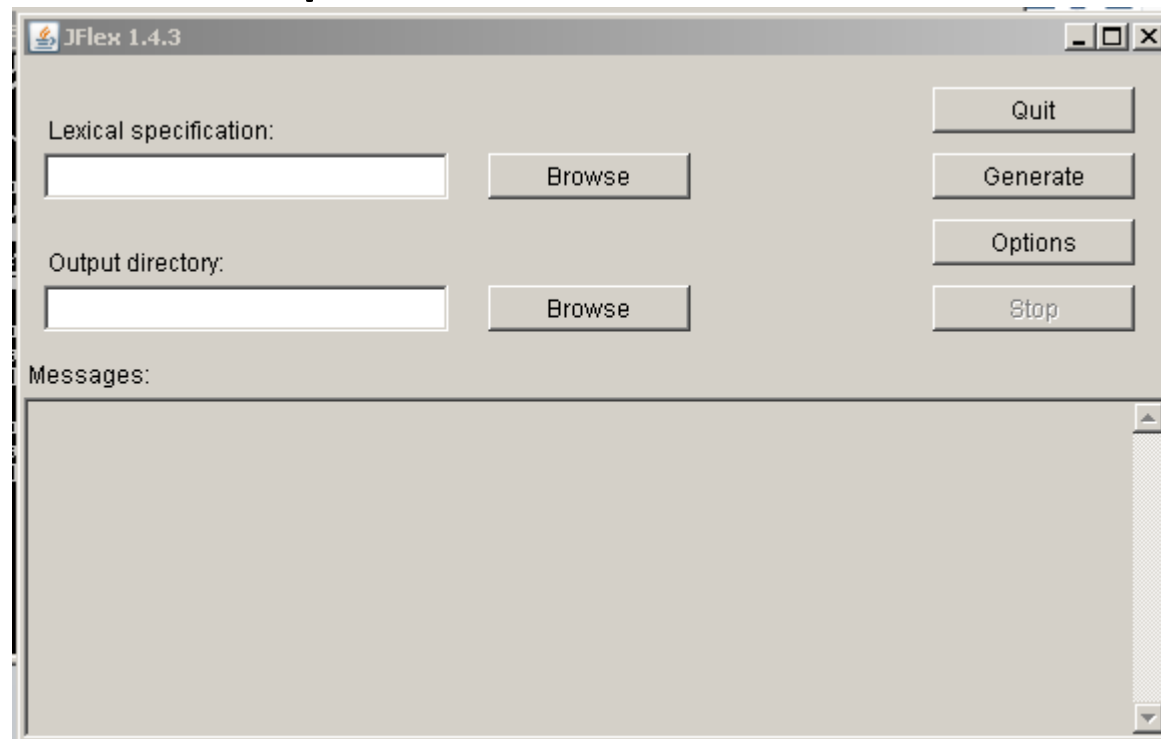 JFlex 1.4.3
Quit
Lexical specification:
Browse
Generate
Options
Output directory:
Browse
Stop
Messages: